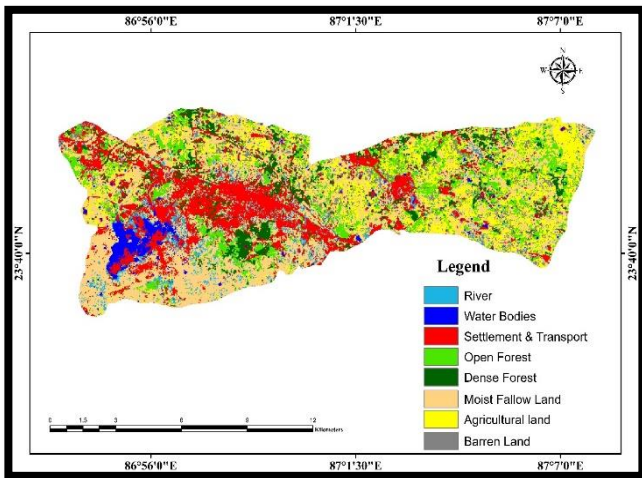 86°56'0"E 87°1'30"E 87°7'0"E
N
W E
S
23°40'0"N
23°40'0"N
Legend
River
Water Bodies
Settlement & Transport
Open Forest
Dense Forest
Moist Fallow Land
Agricultural land
Barren Land
0 1.5 3 6 9 12
Kilometers
86°56'0"E 87°1'30"E 87°7'0"E